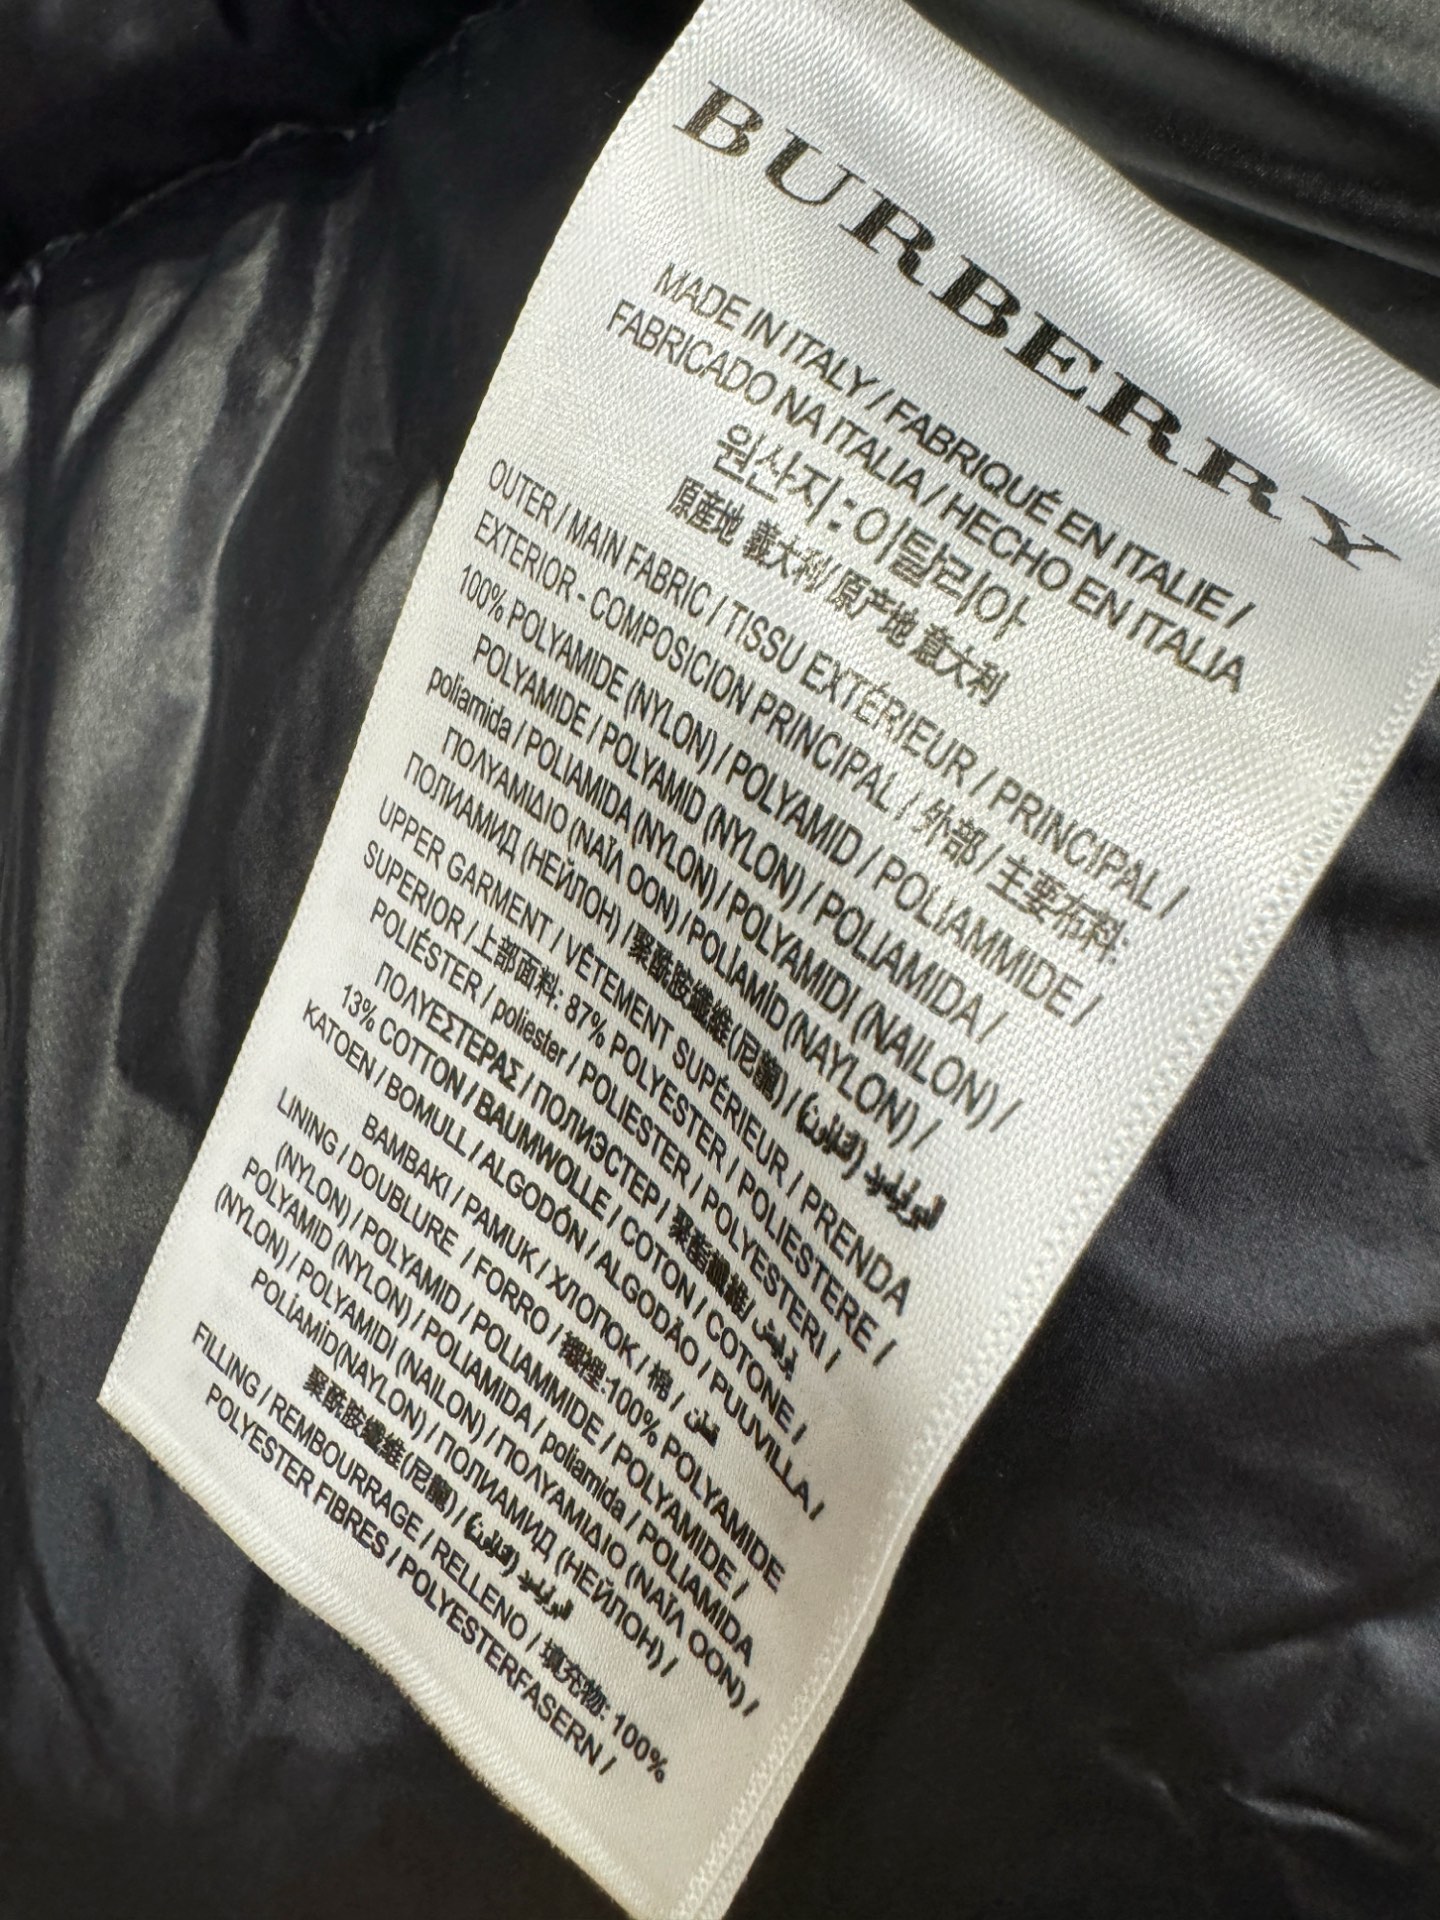 BURBERRY
MADE IN ITALY / FABRIQUÉ EN ITALIE /
FABRICADO NA ITALIA / HECHO EN ITALIA
원산지: 이탈리아
原産地 義大利/ 原产地 意大利
OUTER / MAIN FABRIC / TISSU EXTÉRIEUR / PRINCIPAL /
EXTERIOR - COMPOSICION PRINCIPAL / 外部 / 主要布料:
100% POLYAMIDE (NYLON) / POLYAMID / POLIAMMIDE /
POLYAMIDE / POLYAMID (NYLON) / POLIAMIDA /
poliamida / POLIAMIDA (NYLON) / POLYAMIDI (NAILON) /
ΠΟΛΥΑΜΙΔΙΟ (ΝΑΪΛ ΟΟΝ) / POLIAMİD (NAYLON) /
ПОЛИАМИД (НЕЙЛОН) / 聚酰胺纖維(尼龍) /
UPPER GARMENT / VÊTEMENT SUPÉRIEUR / PRENDA
SUPERIOR / 上部面料: 87% POLYESTER / POLIESTERE /
POLIÉSTER / poliester / POLIESTER / POLYESTERI /
ΠΟΛΥΕΣΤΕΡΑΣ / ПОЛИЭСТЕР / 聚酯纖維/
13% COTTON / BAUMWOLLE / COTON / COTONE /
KATOEN / BOMULL / ALGODÓN / ALGODÃO / PUUVILLA /
BAMBAKI / PAMUK / ХЛОПОК / 棉 / قطن
LINING / DOUBLURE / FORRO / 襯裡:100% POLYAMIDE
(NYLON) / POLYAMID / POLIAMMIDE / POLYAMIDE /
POLYAMID (NYLON) / POLIAMIDA / poliamida / POLIAMIDA
(NYLON) / POLYAMIDI (NAILON) / ΠΟΛΥΑΜΙΔΙΟ (ΝΑΪΛ ΟΟΝ) /
POLİAMİD(NAYLON) / ПОЛИАМИД (НЕЙЛОН) /
聚酰胺纖維(尼龍) /
FILLING / REMBOURRAGE / RELLENO / 填充物: 100%
POLYESTER FIBRES / POLYESTERFASERN /